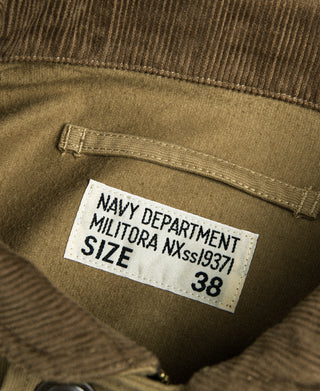 NAVY DEPARTMENT
MILITORA NXss19371
SIZE 38